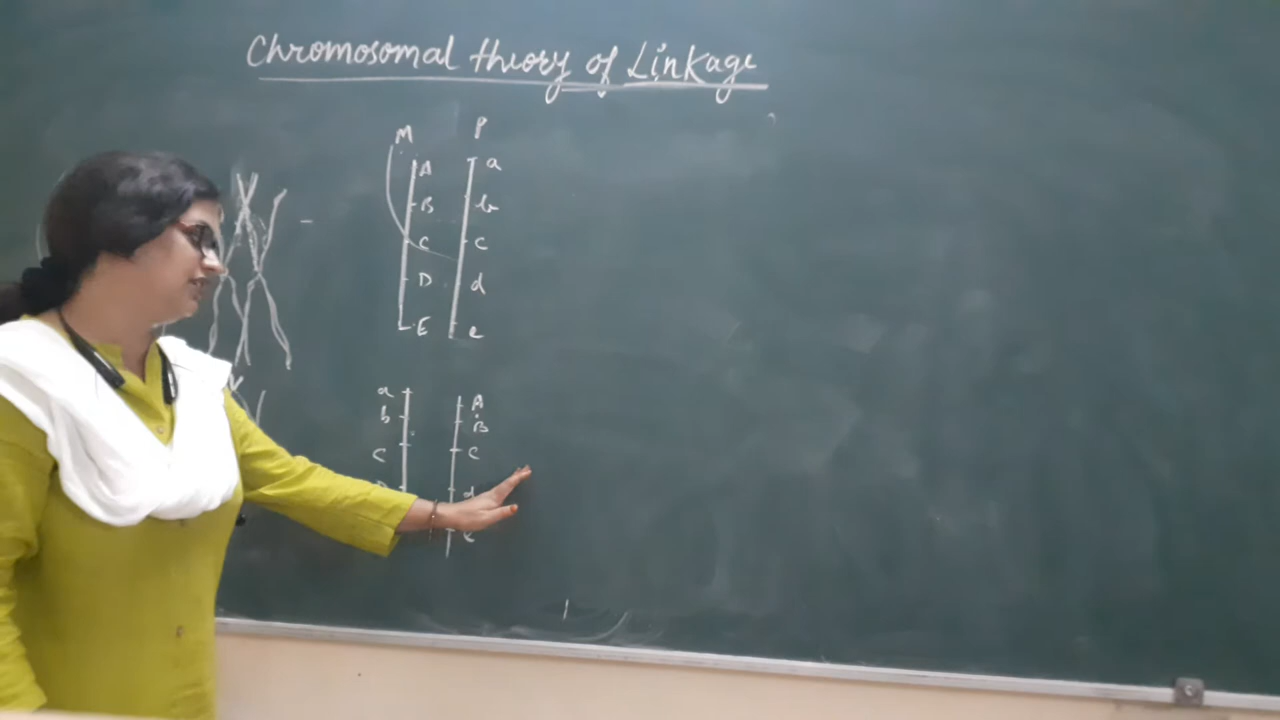 Chromosomal theory of Linkage
M P
A a
B b
C c
D d
E e
a A
b B
C C
d
e